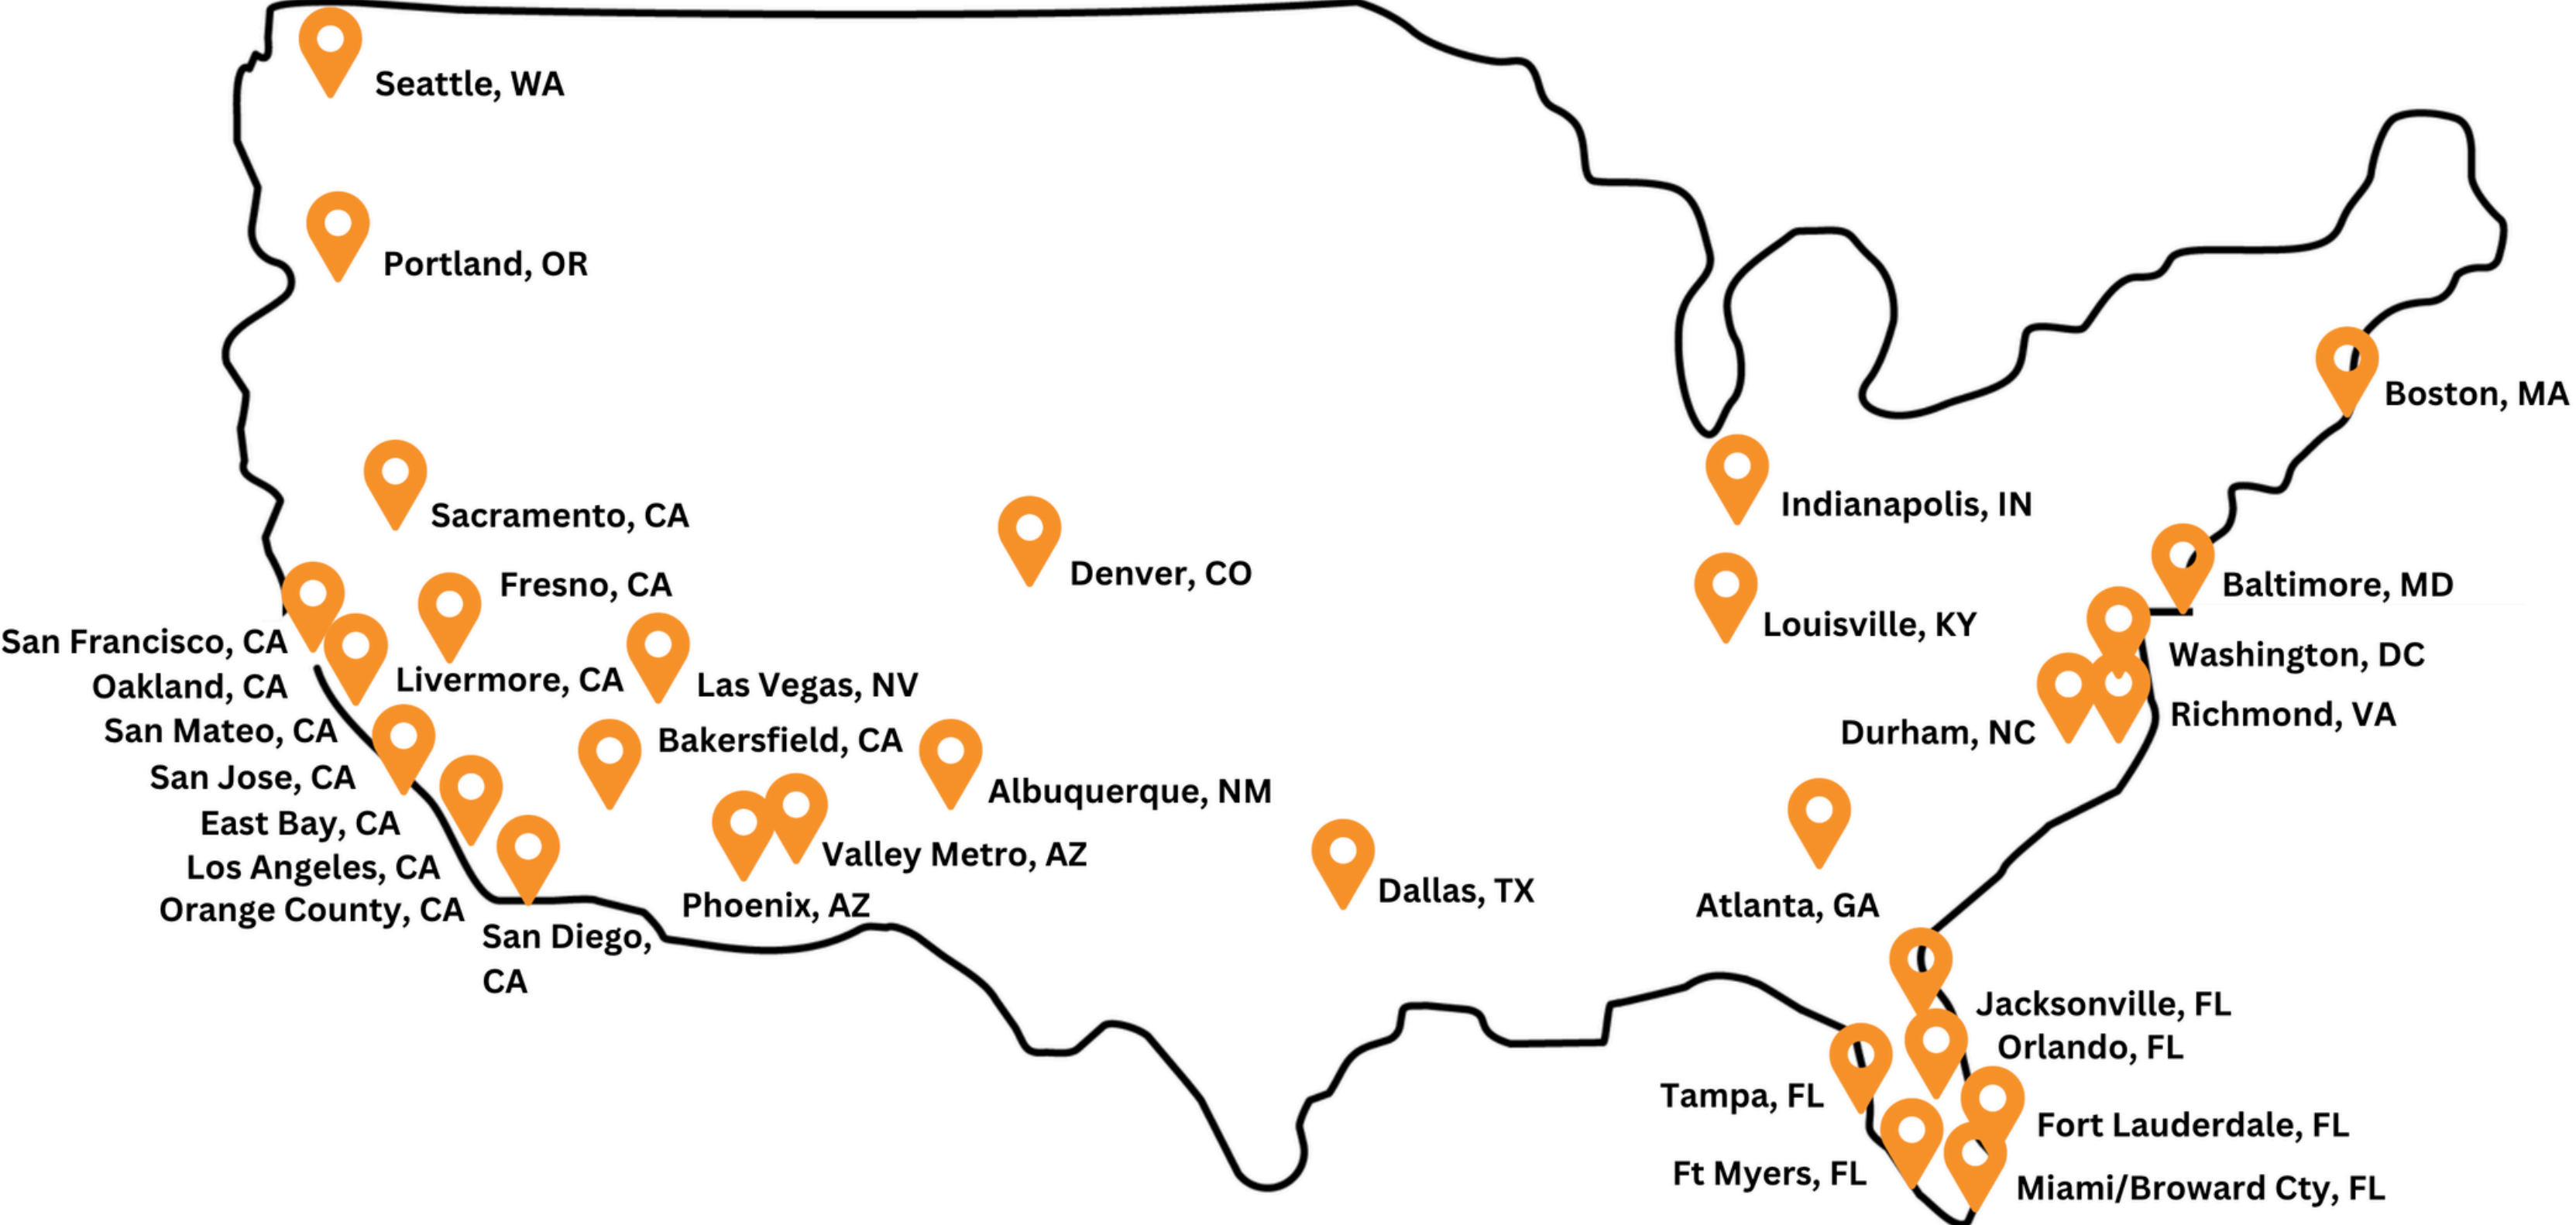 Seattle, WA
Portland, OR
Boston, MA
Sacramento, CA
Indianapolis, IN
Denver, CO
Fresno, CA
Baltimore, MD
Louisville, KY
San Francisco, CA
Washington, DC
Livermore, CA
Las Vegas, NV
Oakland, CA
Richmond, VA
San Mateo, CA
Durham, NC
Bakersfield, CA
San Jose, CA
Albuquerque, NM
East Bay, CA
Valley Metro, AZ
Los Angeles, CA
Dallas, TX
Orange County, CA
Phoenix, AZ
Atlanta, GA
San Diego,
CA
Jacksonville, FL
Orlando, FL
Tampa, FL
Fort Lauderdale, FL
Ft Myers, FL
Miami/Broward Cty, FL